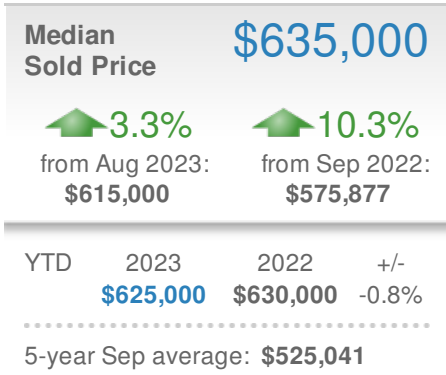 Median
Sold Price
$635,000
3.3%
10.3%
from Aug 2023:
from Sep 2022:
$615,000
$575,877
YTD 2023 2022 +/-
$625,000 $630,000 -0.8%
5-year Sep average: $525,041